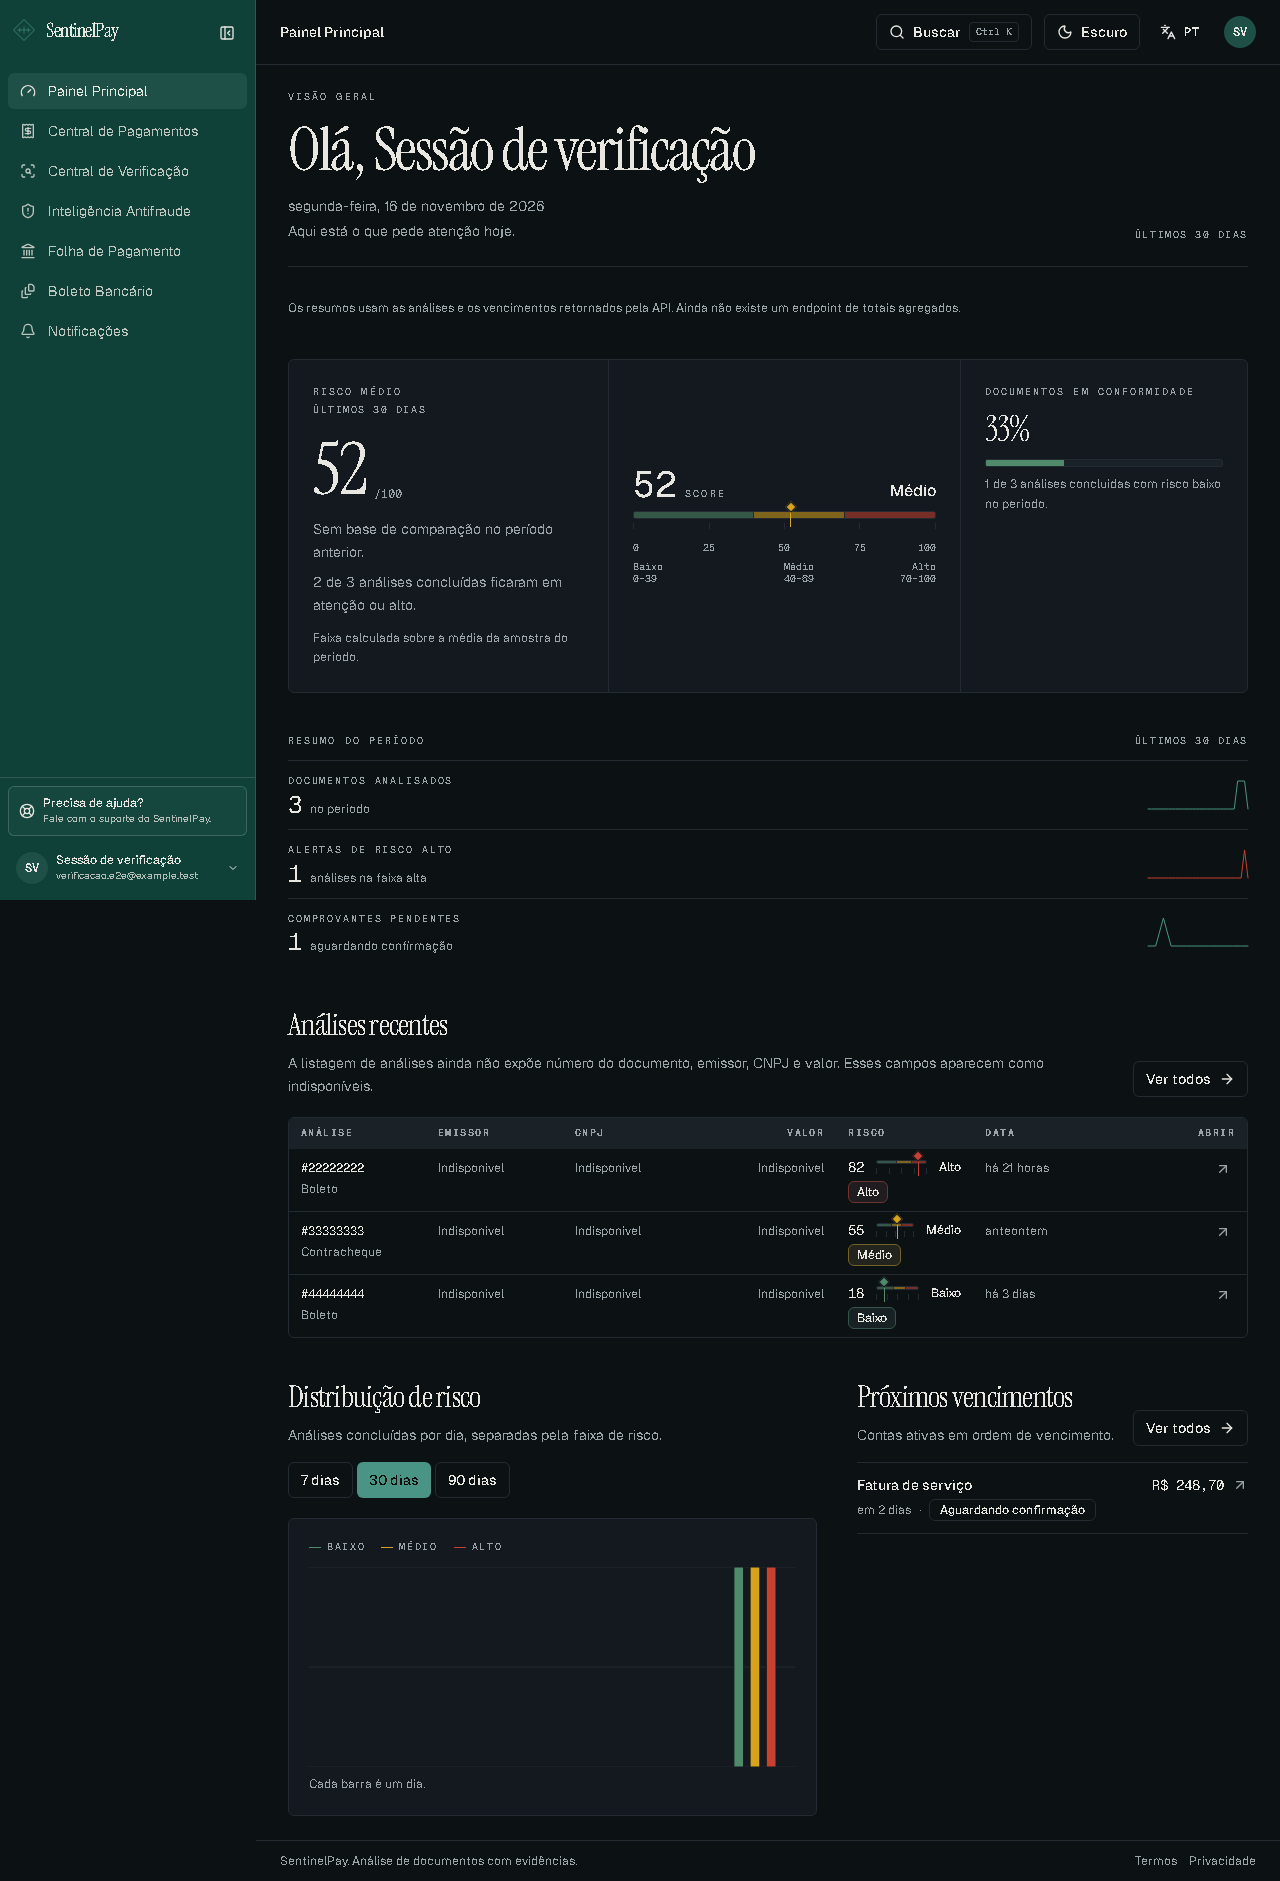 SentinelPay
Painel Principal
Central de Pagamentos
Central de Verificação
Inteligência Antifraude
Folha de Pagamento
Boleto Bancário
Notificações
Precisa de ajuda?
Fale com o suporte da SentinelPay.
SV
Sessão de verificação
verificacao.e2e@example.test
Painel Principal
Buscar Ctrl K
Escuro
PT
SV
VISÃO GERAL
Olá, Sessão de verificação
segunda-feira, 16 de novembro de 2026
Aqui está o que pede atenção hoje.
ÚLTIMOS 30 DIAS
Os resumos usam as análises e os vencimentos retornados pela API. Ainda não existe um endpoint de totais agregados.
RISCO MÉDIO
ÚLTIMOS 30 DIAS
52 /100
Sem base de comparação no período
anterior.
2 de 3 análises concluídas ficaram em
atenção ou alto.
Faixa calculada sobre a média da amostra do
período.
52 SCORE Médio
0 25 50 75 100
Baixo Médio Alto
0–39 40–69 70–100
DOCUMENTOS EM CONFORMIDADE
33%
1 de 3 análises concluídas com risco baixo
no período.
RESUMO DO PERÍODO ÚLTIMOS 30 DIAS
DOCUMENTOS ANALISADOS
3 no período
ALERTAS DE RISCO ALTO
1 análises na faixa alta
COMPROVANTES PENDENTES
1 aguardando confirmação
Análises recentes
A listagem de análises ainda não expõe número do documento, emissor, CNPJ e valor. Esses campos aparecem como
indisponíveis.
Ver todos
ANÁLISE EMISSOR CNPJ VALOR RISCO DATA ABRIR
#22222222 Indisponível Indisponível Indisponível 82 Alto há 21 horas
Boleto Alto
#33333333 Indisponível Indisponível Indisponível 55 Médio anteontem
Contracheque Médio
#44444444 Indisponível Indisponível Indisponível 18 Baixo há 3 dias
Boleto Baixo
Distribuição de risco
Análises concluídas por dia, separadas pela faixa de risco.
7 dias 30 dias 90 dias
BAIXO MÉDIO ALTO
Cada barra é um dia.
Próximos vencimentos
Contas ativas em ordem de vencimento.
Ver todos
Fatura de serviço R$ 248,70
em 2 dias · Aguardando confirmação
SentinelPay. Análise de documentos com evidências.
Termos Privacidade